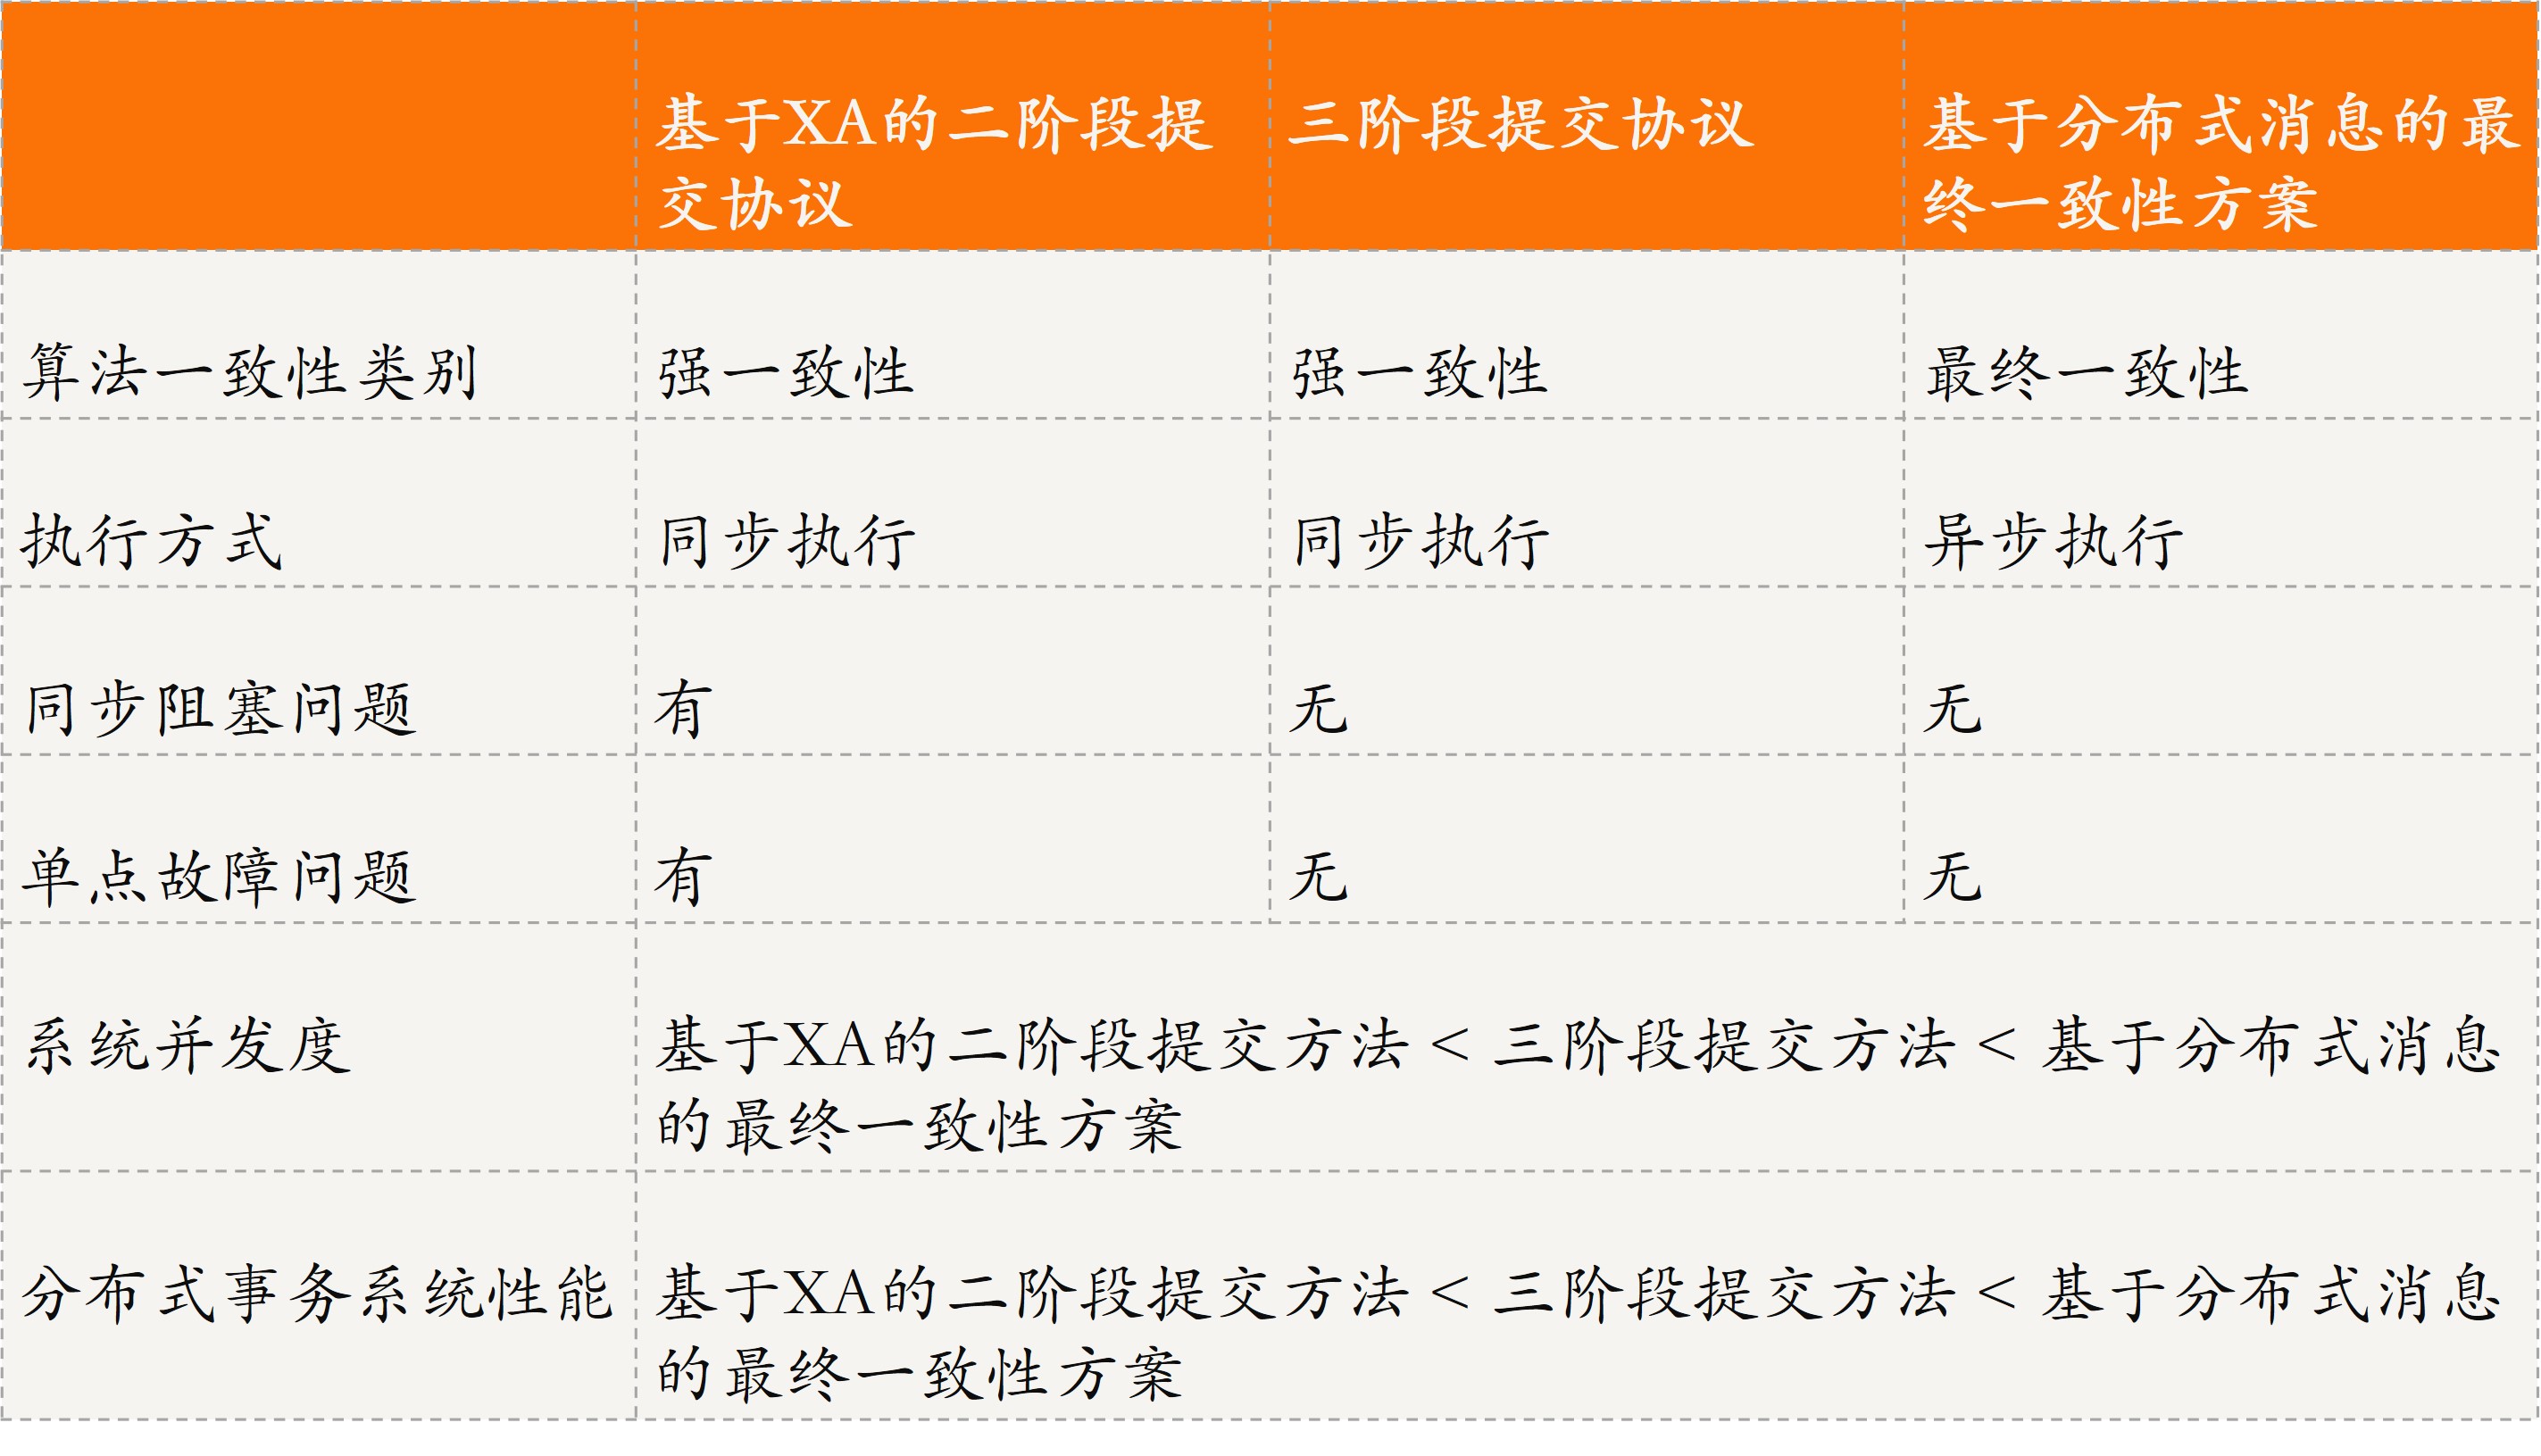 基于XA的二阶段提
交协议
三阶段提交协议
基于分布式消息的最
终一致性方案
算法一致性类别
强一致性
强一致性
最终一致性
执行方式
同步执行
同步执行
异步执行
同步阻塞问题
有
无
无
单点故障问题
有
无
无
系统并发度
基于XA的二阶段提交方法 < 三阶段提交方法 < 基于分布式消息
的最终一致性方案
分布式事务系统性能
基于XA的二阶段提交方法 < 三阶段提交方法 < 基于分布式消息
的最终一致性方案